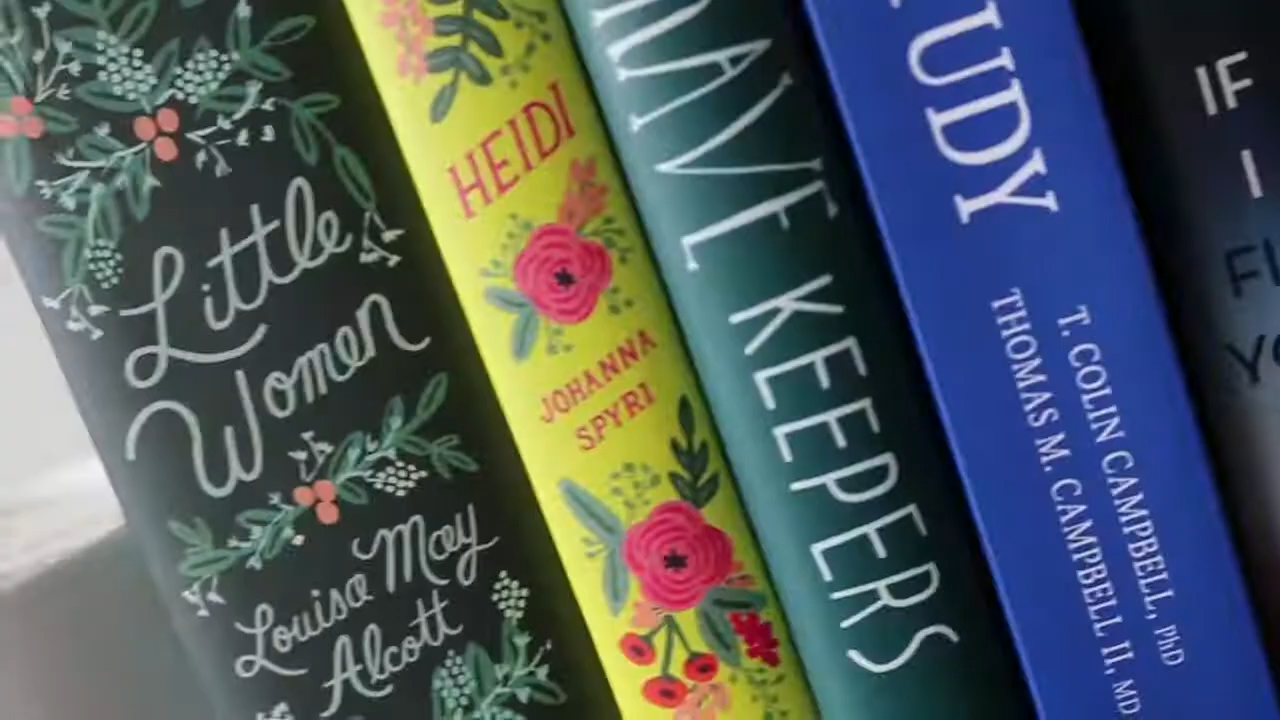 Little
Women
Louisa May
Alcott
HEIDI
JOHANNA
SPYRI
KEEPERS
UDY
T. COLIN CAMPBELL, PhD
THOMAS M. CAMPBELL II, MD
IF
I